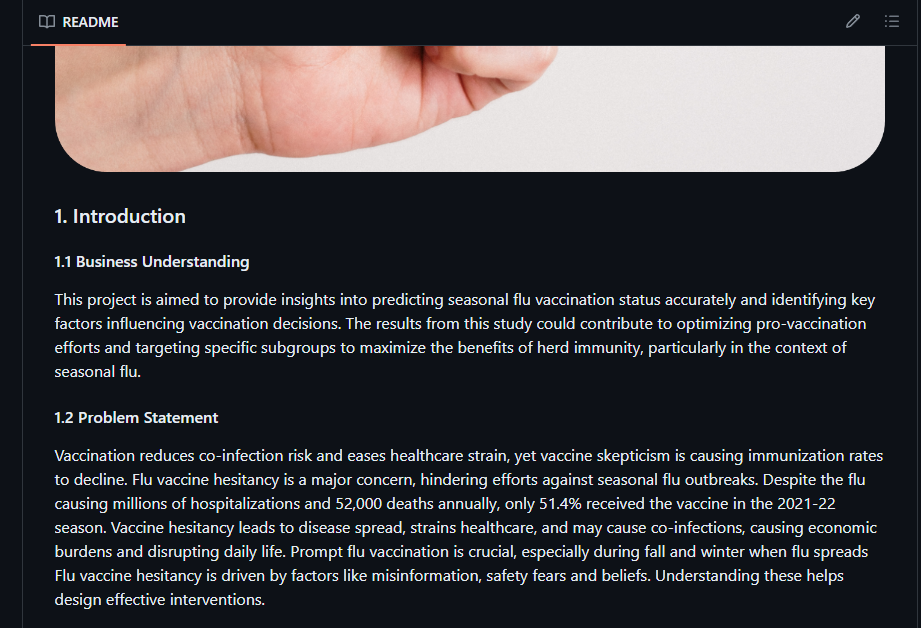 README
1. Introduction
1.1 Business Understanding
This project is aimed to provide insights into predicting seasonal flu vaccination status accurately and identifying key
factors influencing vaccination decisions. The results from this study could contribute to optimizing pro-vaccination
efforts and targeting specific subgroups to maximize the benefits of herd immunity, particularly in the context of
seasonal flu.
1.2 Problem Statement
Vaccination reduces co-infection risk and eases healthcare strain, yet vaccine skepticism is causing immunization rates
to decline. Flu vaccine hesitancy is a major concern, hindering efforts against seasonal flu outbreaks. Despite the flu
causing millions of hospitalizations and 52,000 deaths annually, only 51.4% received the vaccine in the 2021-22
season. Vaccine hesitancy leads to disease spread, strains healthcare, and may cause co-infections, causing economic
burdens and disrupting daily life. Prompt flu vaccination is crucial, especially during fall and winter when flu spreads
Flu vaccine hesitancy is driven by factors like misinformation, safety fears and beliefs. Understanding these helps
design effective interventions.